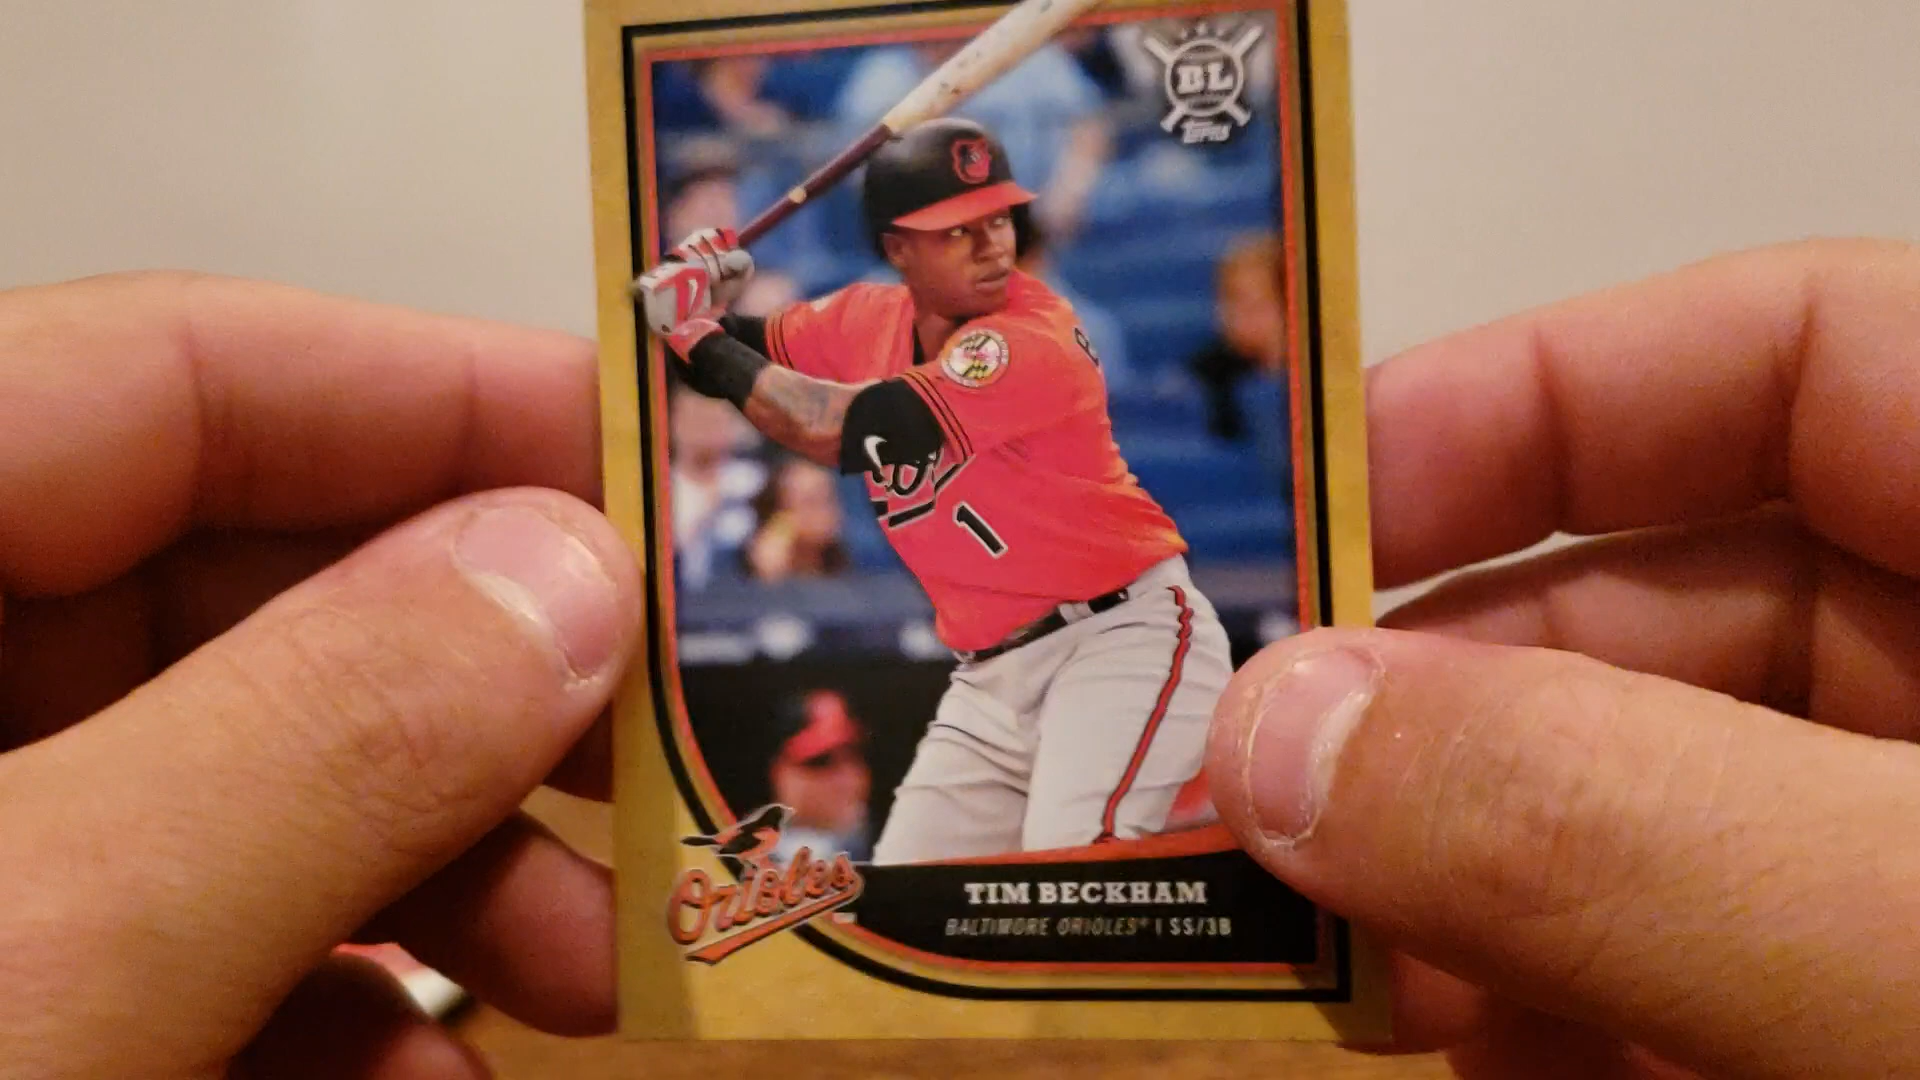 BL
TOPPS
1
Orioles
TIM BECKHAM
BALTIMORE ORIOLES® | SS/3B